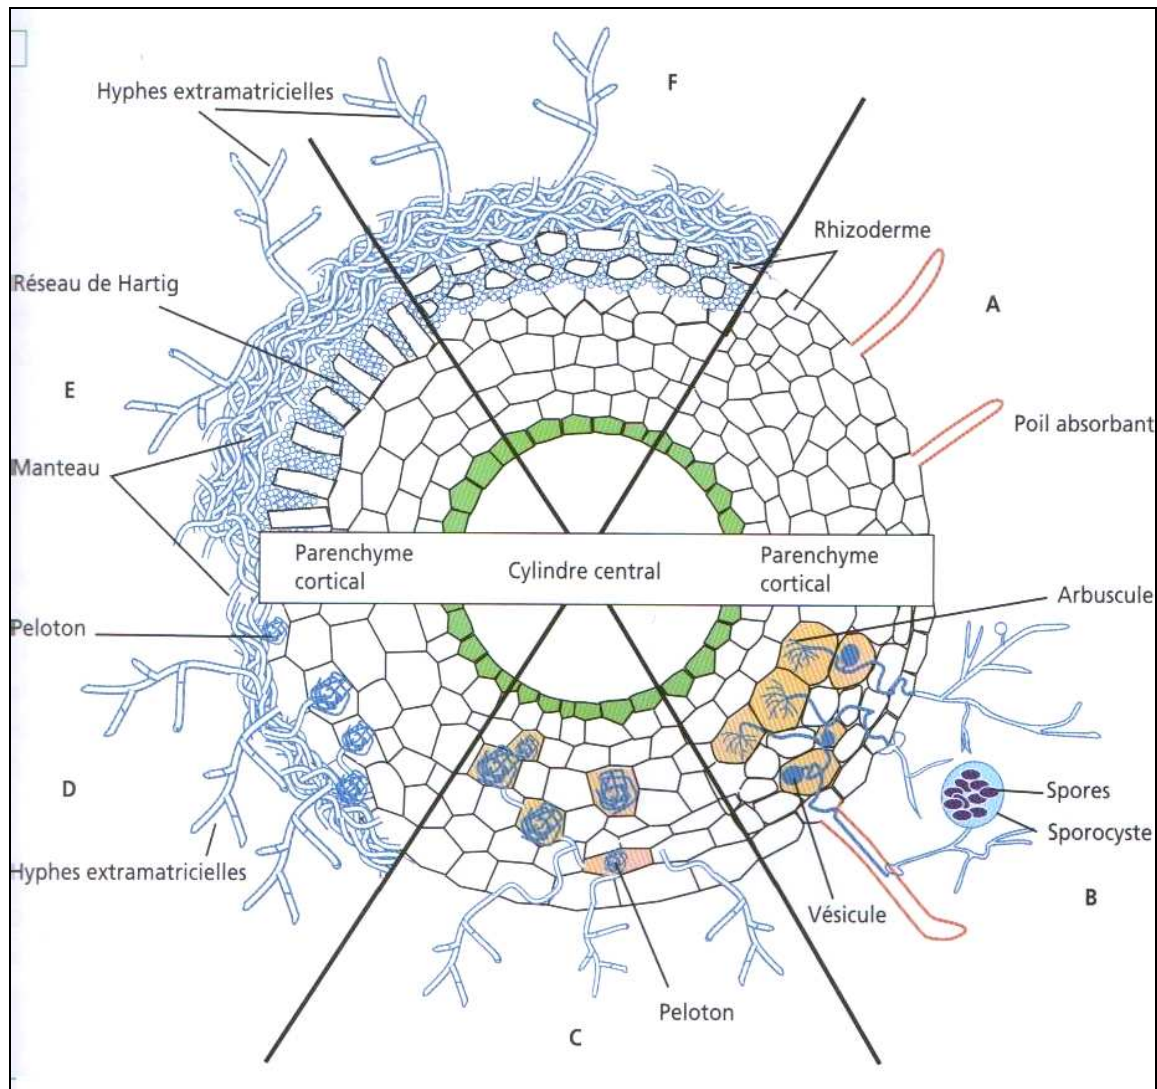 F
Hyphes extramatricielles
Rhizoderme
Réseau de Hartig
A
E
Poil absorbant
Manteau
Parenchyme
cortical
Cylindre central
Parenchyme
cortical
Arbuscule
Peloton
D
Spores
Sporocyste
Hyphes extramatricielles
B
Vésicule
Peloton
C